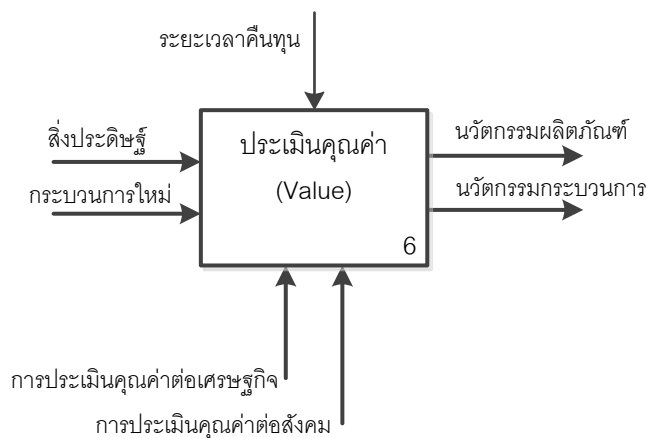 ระยะเวลาคืนทุน
สิ่งประดิษฐ์
กระบวนการใหม่
ประเมินคุณค่า
(Value)
6
นวัตกรรมผลิตภัณฑ์
นวัตกรรมกระบวนการ
การประเมินคุณค่าต่อเศรษฐกิจ
การประเมินคุณค่าต่อสังคม